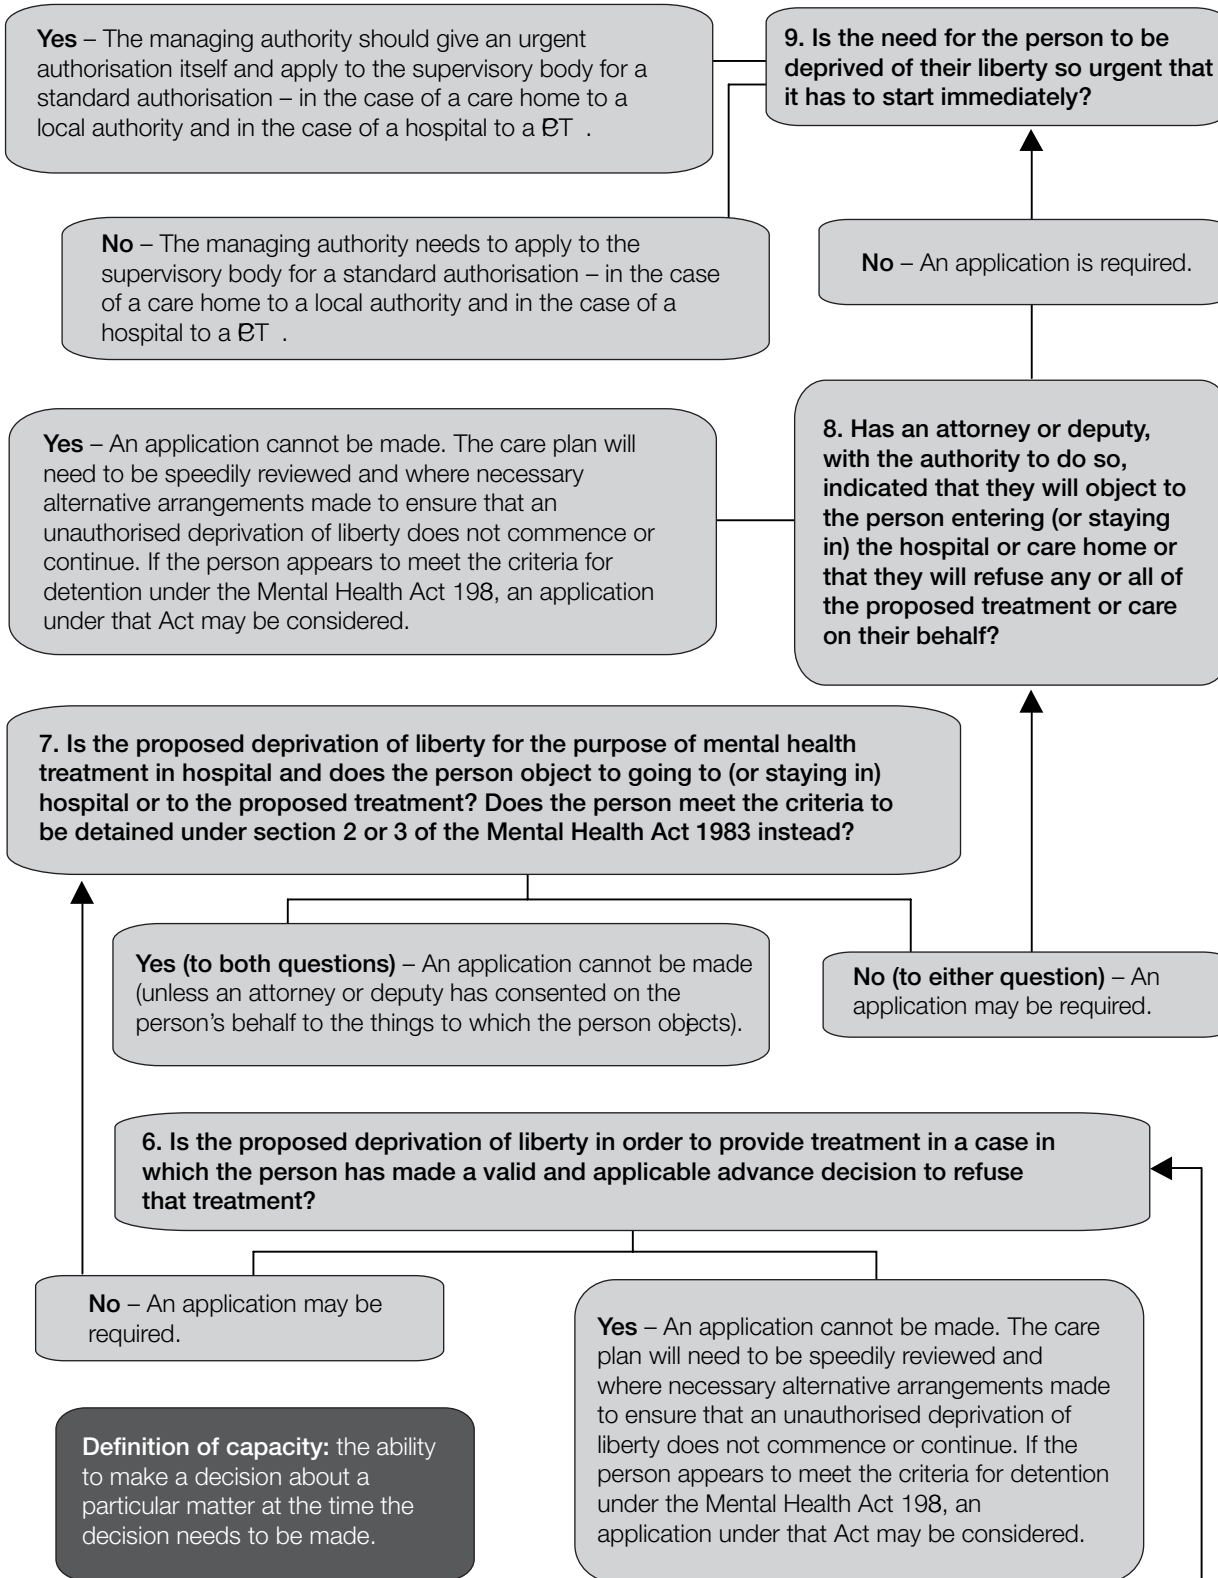 Yes – The managing authority should give an urgent
authorisation itself and apply to the supervisory body for a
standard authorisation – in the case of a care home to a
local authority and in the case of a hospital to a
9. Is the need for the person to be
deprived of their liberty so urgent that
it has to start immediately?
No – The managing authority needs to apply to the
supervisory body for a standard authorisation – in the case
of a care home to a local authority and in the case of a
hospital to a
No – An application is required.
Yes – An application cannot be made. The care plan will
need to be speedily reviewed and where necessary
alternative arrangements made to ensure that an
unauthorised deprivation of liberty does not commence or
continue. If the person appears to meet the criteria for
detention under the Mental Health Act 198, an application
under that Act may be considered.
8. Has an attorney or deputy,
with the authority to do so,
indicated that they will object to
the person entering (or staying
in) the hospital or care home or
that they will refuse any or all of
the proposed treatment or care
on their behalf?
7. Is the proposed deprivation of liberty for the purpose of mental health
treatment in hospital and does the person object to going to (or staying in)
hospital or to the proposed treatment? Does the person meet the criteria to
be detained under section 2 or 3 of the Mental Health Act 1983 instead?
Yes (to both questions) – An application cannot be made
(unless an attorney or deputy has consented on the
person's behalf to the things to which the person objects).
No (to either question) – An
application may be required.
6. Is the proposed deprivation of liberty in order to provide treatment in a case in
which the person has made a valid and applicable advance decision to refuse
that treatment?
No – An application may be
required.
Yes – An application cannot be made. The care
plan will need to be speedily reviewed and
where necessary alternative arrangements made
to ensure that an unauthorised deprivation of
liberty does not commence or continue. If the
person appears to meet the criteria for detention
under the Mental Health Act 198, an
application under that Act may be considered.
Definition of capacity: the ability
to make a decision about a
particular matter at the time the
decision needs to be made.